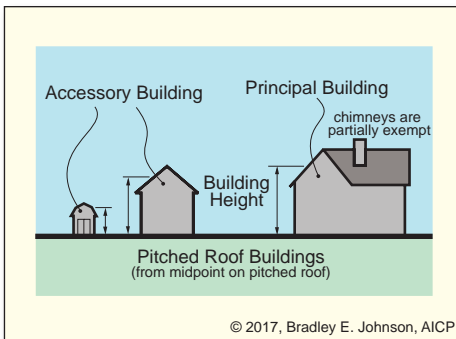 Accessory Building
Principal Building
chimneys are
partially exempt
Building
Height
Pitched Roof Buildings
(from midpoint on pitched roof)
© 2017, Bradley E. Johnson, AICP